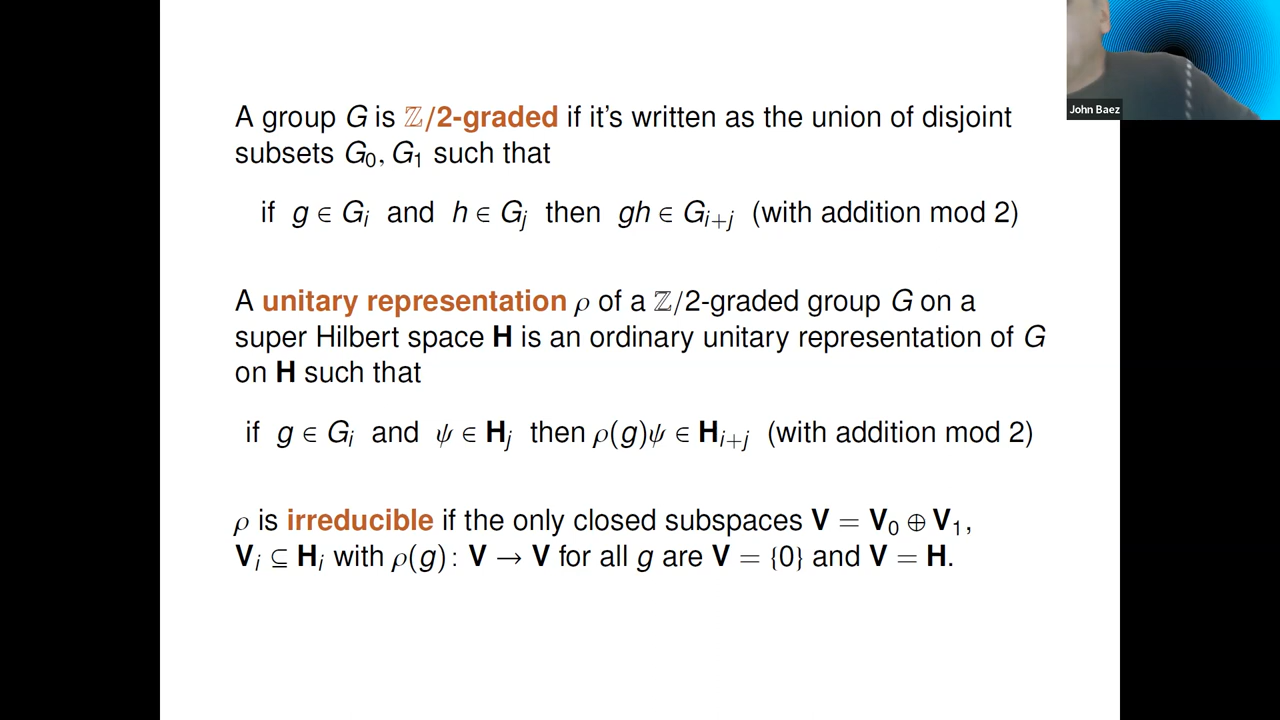 A group G is ℤ/2-graded if it's written as the union of disjoint
subsets G₀, G₁ such that
if g ∈ Gᵢ and h ∈ Gⱼ then gh ∈ Gᵢ₊ⱼ (with addition mod 2)
A unitary representation ρ of a ℤ/2-graded group G on a
super Hilbert space H is an ordinary unitary representation of G
on H such that
if g ∈ Gᵢ and ψ ∈ Hⱼ then ρ(g)ψ ∈ Hᵢ₊ⱼ (with addition mod 2)
ρ is irreducible if the only closed subspaces V = V₀ ⊕ V₁,
Vᵢ ⊆ Hᵢ with ρ(g): V → V for all g are V = {0} and V = H.
John Baez